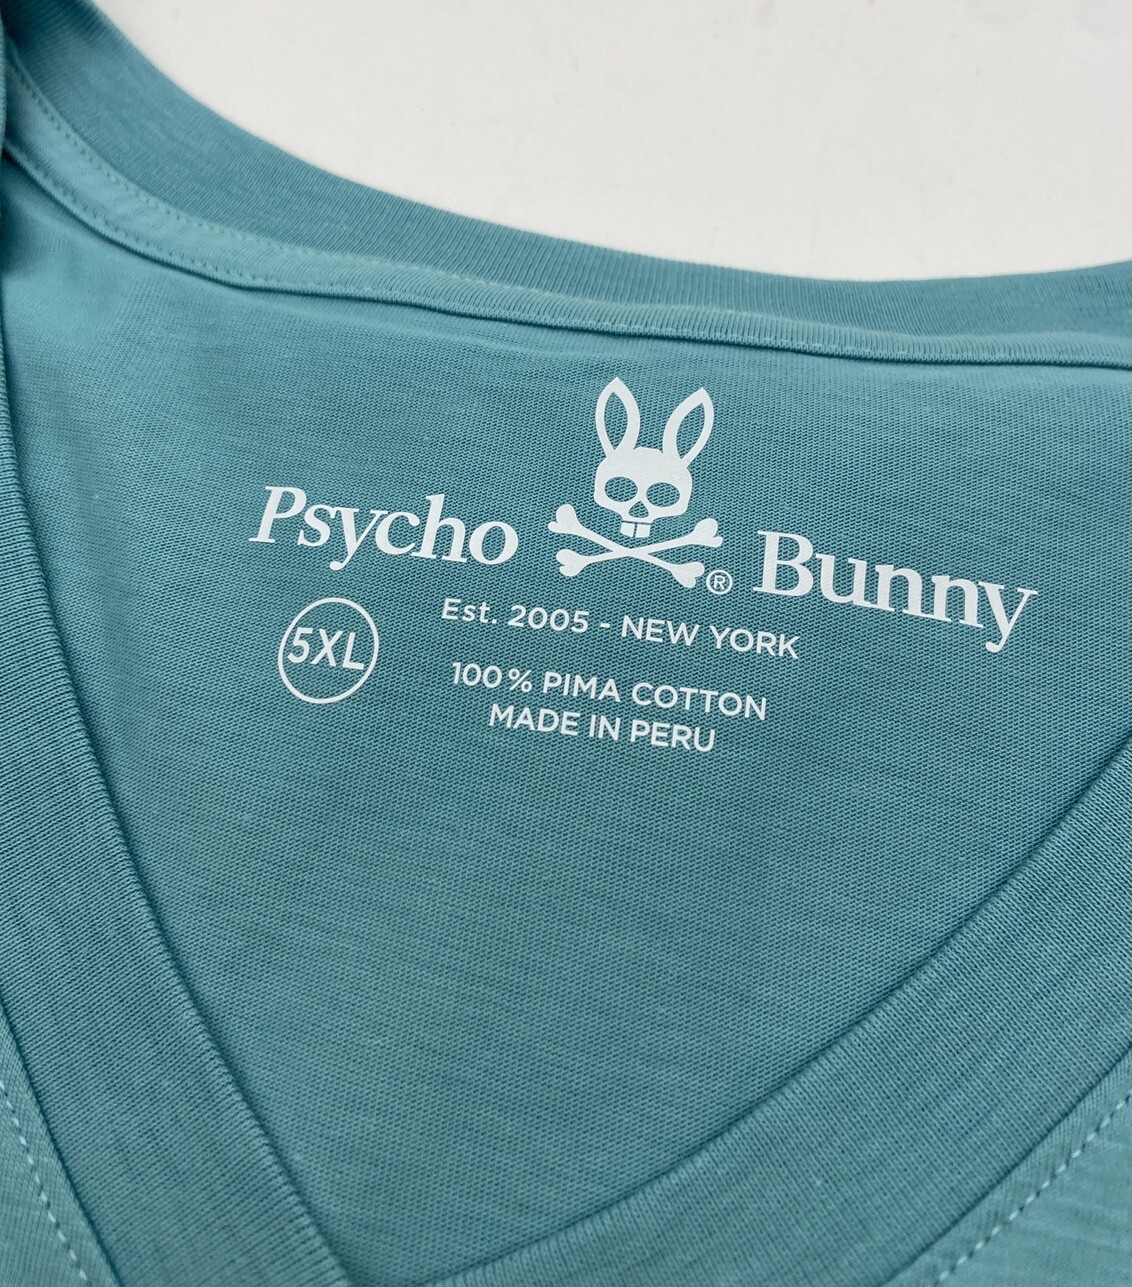 Psycho Bunny®
Est. 2005 - NEW YORK
5XL
100% PIMA COTTON
MADE IN PERU